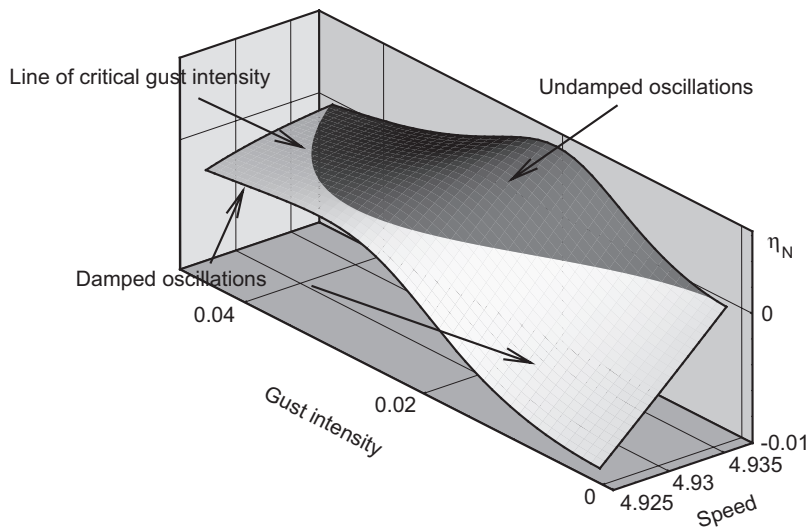 Line of critical gust intensity
Undamped oscillations
Damped oscillations
η_N
0
-0.01
0.04
0.02
0
Gust intensity
4.925
4.93
4.935
Speed